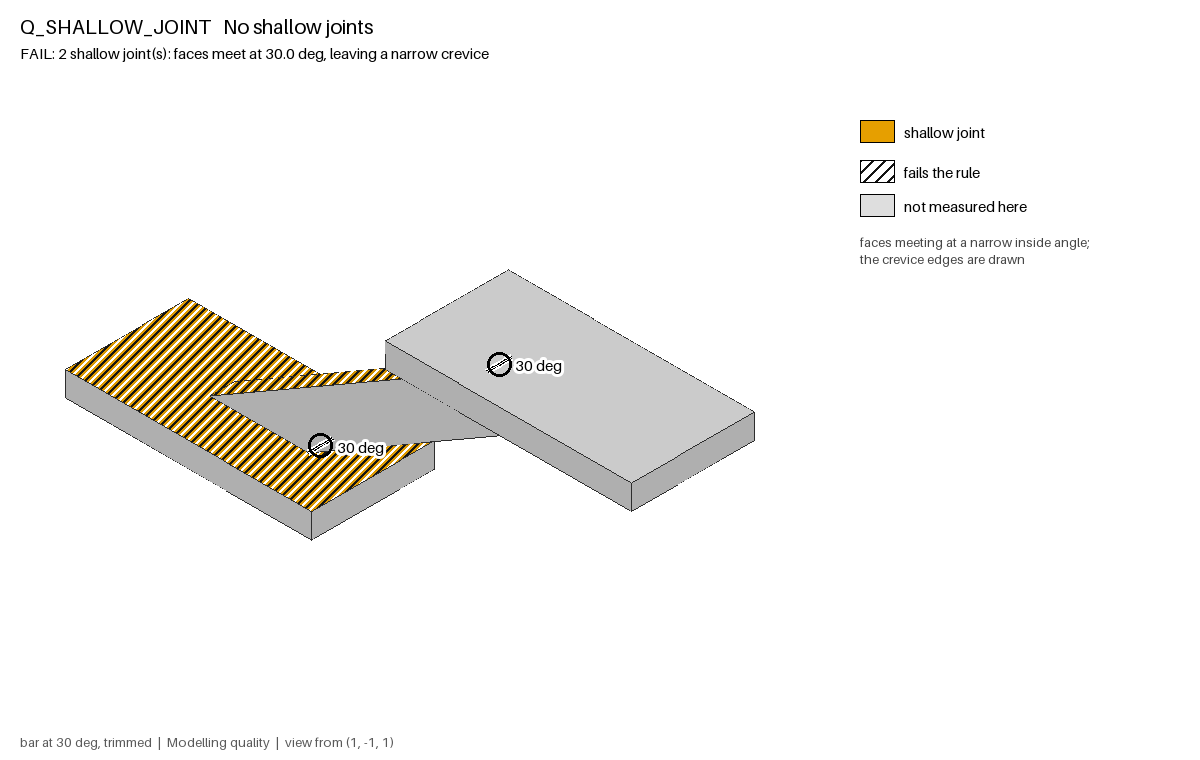 Q_SHALLOW_JOINT No shallow joints
FAIL: 2 shallow joint(s): faces meet at 30.0 deg, leaving a narrow crevice
shallow joint
fails the rule
not measured here
faces meeting at a narrow inside angle;
the crevice edges are drawn
30 deg
30 deg
bar at 30 deg, trimmed | Modelling quality | view from (1, -1, 1)